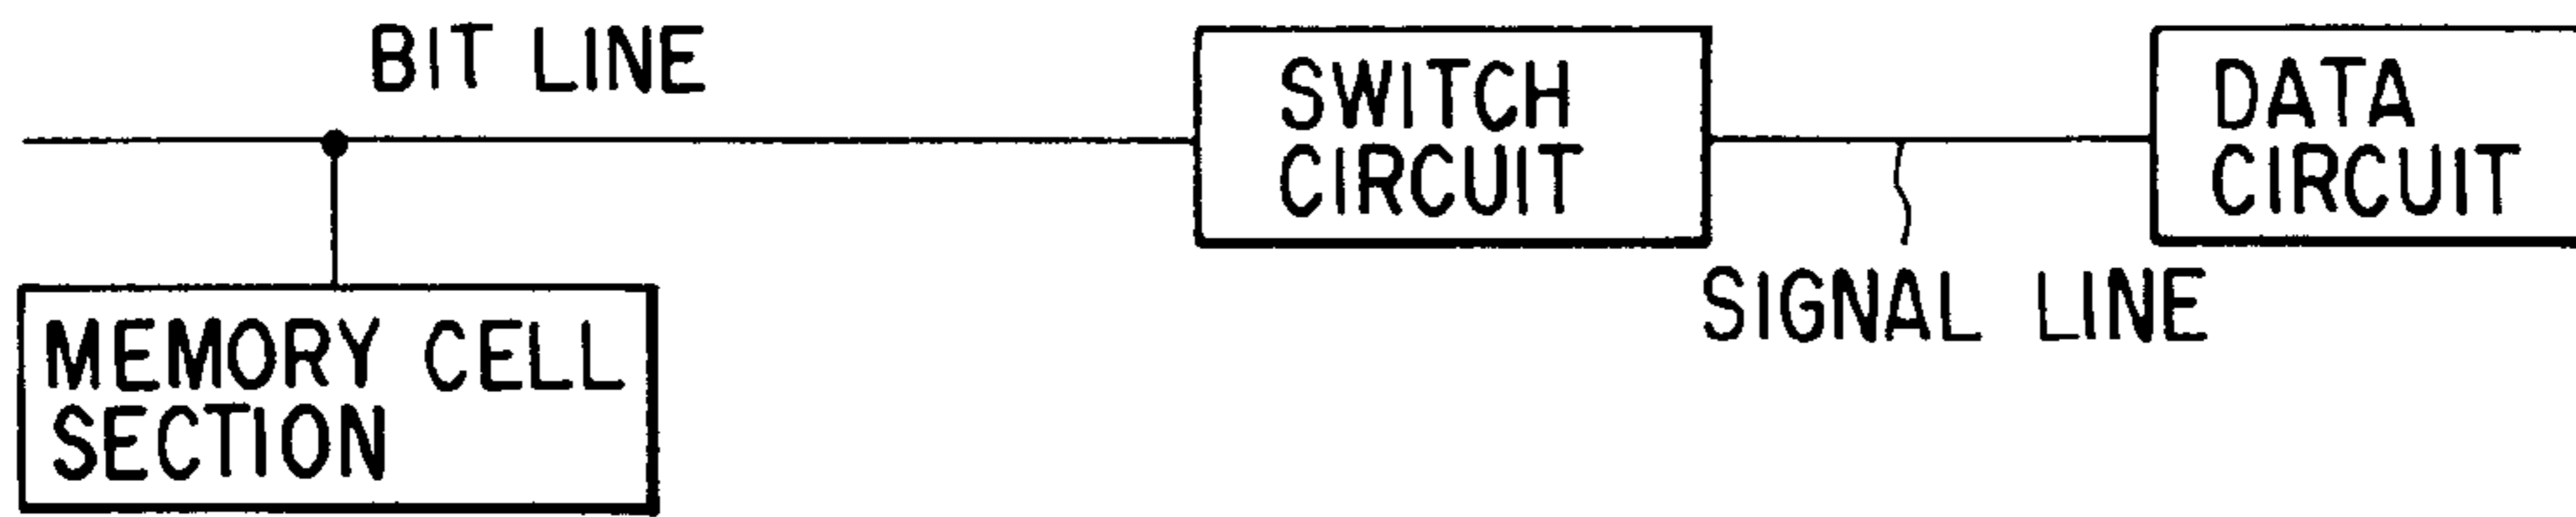 BIT LINE
SWITCH
CIRCUIT
DATA
CIRCUIT
SIGNAL LINE
MEMORY CELL
SECTION